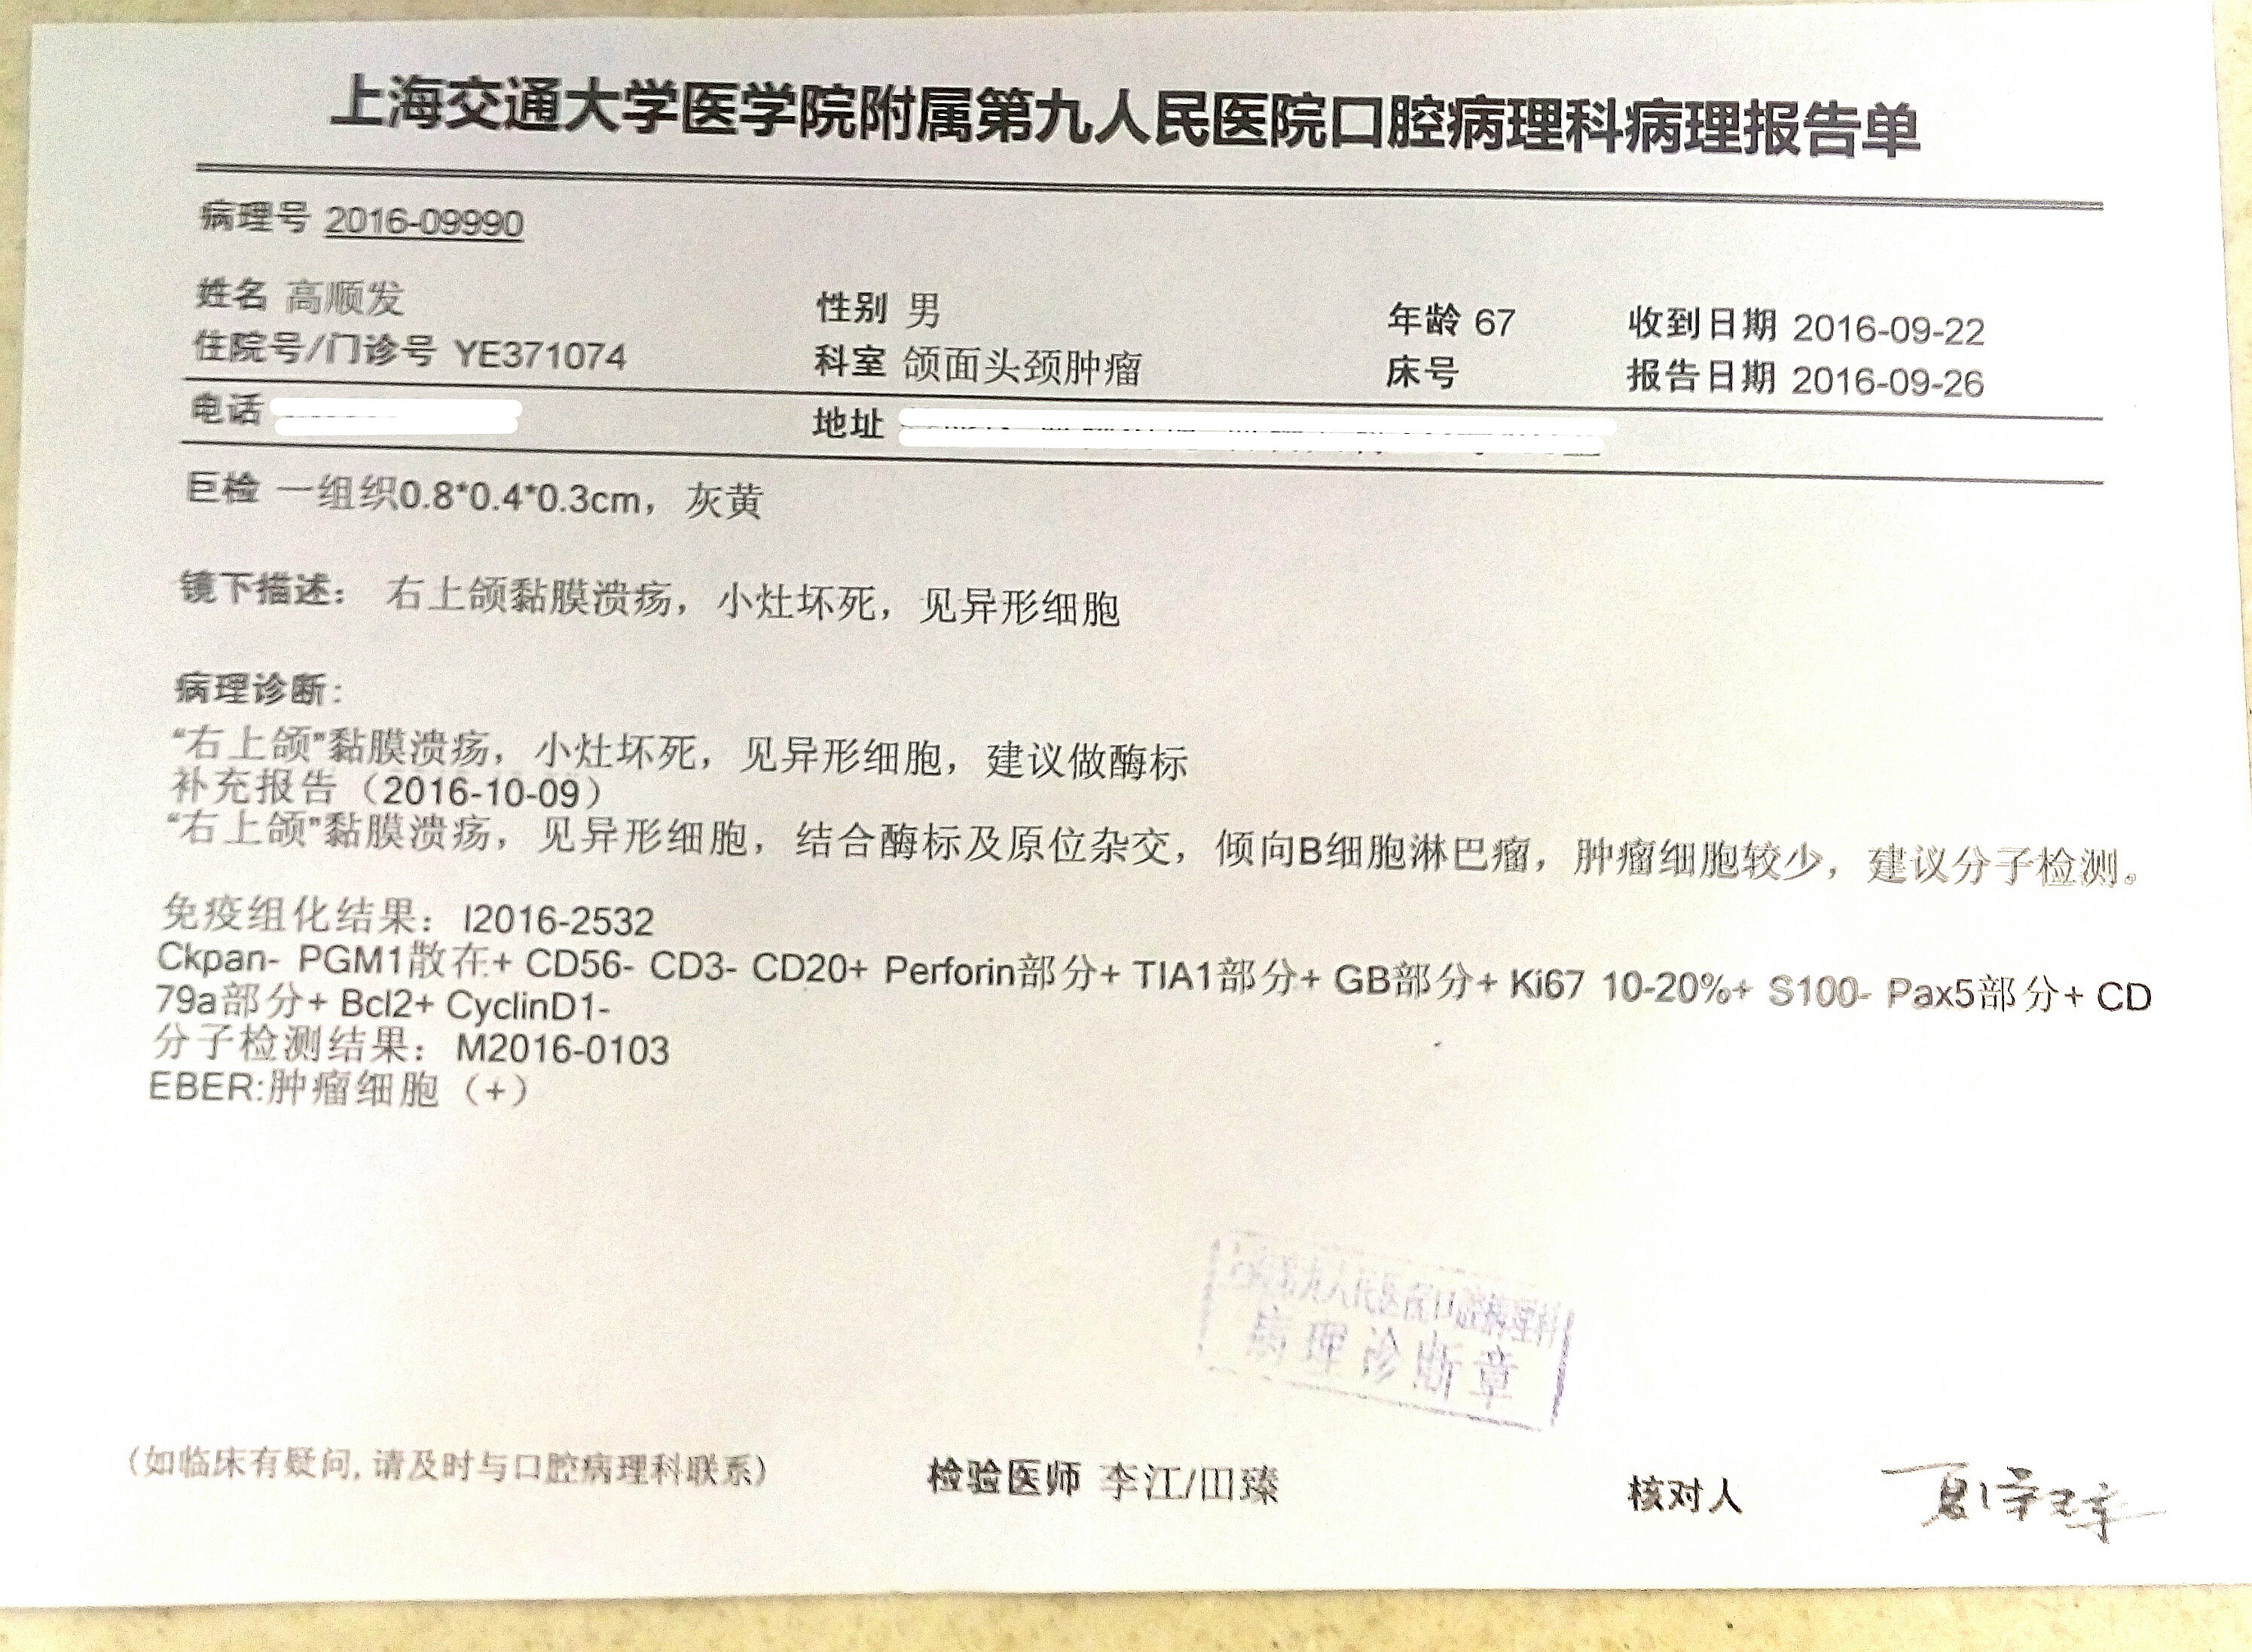 上海交通大学医学院附属第九人民医院口腔病理科病理报告单
病理号 2016-09990
姓名 高顺发 性别 男 年龄 67 收到日期 2016-09-22
住院号/门诊号 YE371074 科室 颌面头颈肿瘤 床号 报告日期 2016-09-26
电话 地址
巨检 一组织0.8*0.4*0.3cm，灰黄
镜下描述： 右上颌黏膜溃疡，小灶坏死，见异形细胞
病理诊断：
“右上颌”黏膜溃疡，小灶坏死，见异形细胞，建议做酶标
补充报告（2016-10-09）
“右上颌”黏膜溃疡，见异形细胞，结合酶标及原位杂交，倾向B细胞淋巴瘤，肿瘤细胞较少，建议分子检测。
免疫组化结果：I2016-2532
Ckpan- PGM1散在+ CD56- CD3- CD20+ Perforin部分+ TIA1部分+ GB部分+ Ki67 10-20%+ S100- Pax5部分+ CD
79a部分+ Bcl2+ CyclinD1-
分子检测结果：M2016-0103
EBER:肿瘤细胞（+）
病理诊断章
（如临床有疑问,请及时与口腔病理科联系） 检验医师 李江/田臻 核对人